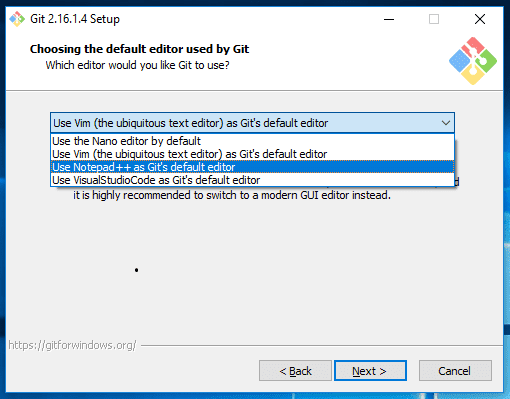 Git 2.16.1.4 Setup
Choosing the default editor used by Git
Which editor would you like Git to use?
Use Vim (the ubiquitous text editor) as Git's default editor
Use the Nano editor by default
Use Vim (the ubiquitous text editor) as Git's default editor
Use Notepad++ as Git's default editor
Use VisualStudioCode as Git's default editor
it is highly recommended to switch to a modern GUI editor instead.
https://gitforwindows.org/
< Back
Next >
Cancel